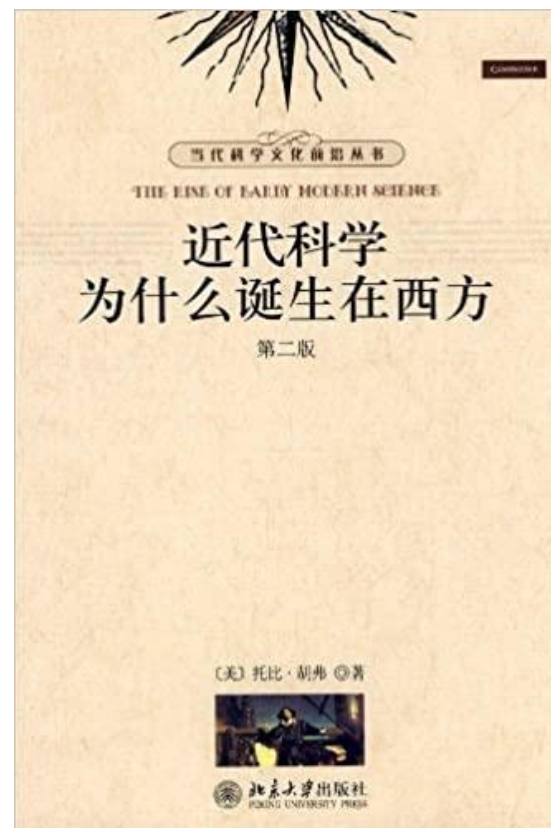 CAMBRIDGE
当代科学文化前沿丛书
THE RISE OF EARLY MODERN SCIENCE
近代科学
为什么诞生在西方
第二版
〔美〕托比·胡弗 ◎著
北京大学出版社
PEKING UNIVERSITY PRESS